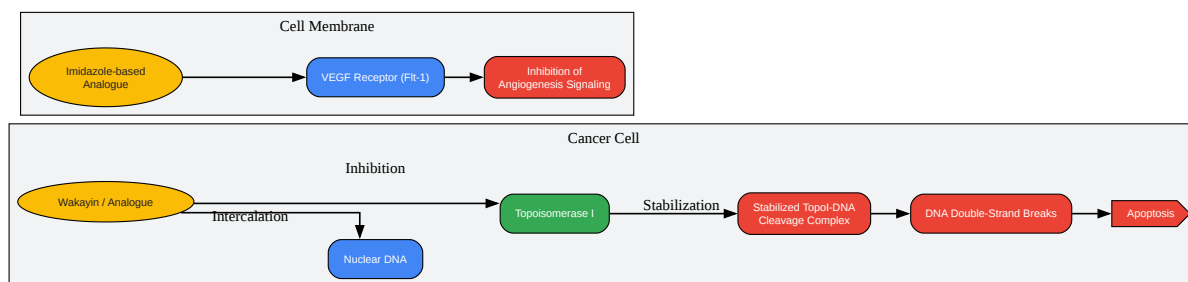 Cell Membrane
Imidazole-based
Analogue
VEGF Receptor (Flt-1)
Inhibition of
Angiogenesis Signaling
Cancer Cell
Inhibition
Wakayin / Analogue
Intercalation
Topoisomerase I
Stabilization
Stabilized TopoI-DNA
Cleavage Complex
DNA Double-Strand Breaks
Apoptosis
Nuclear DNA